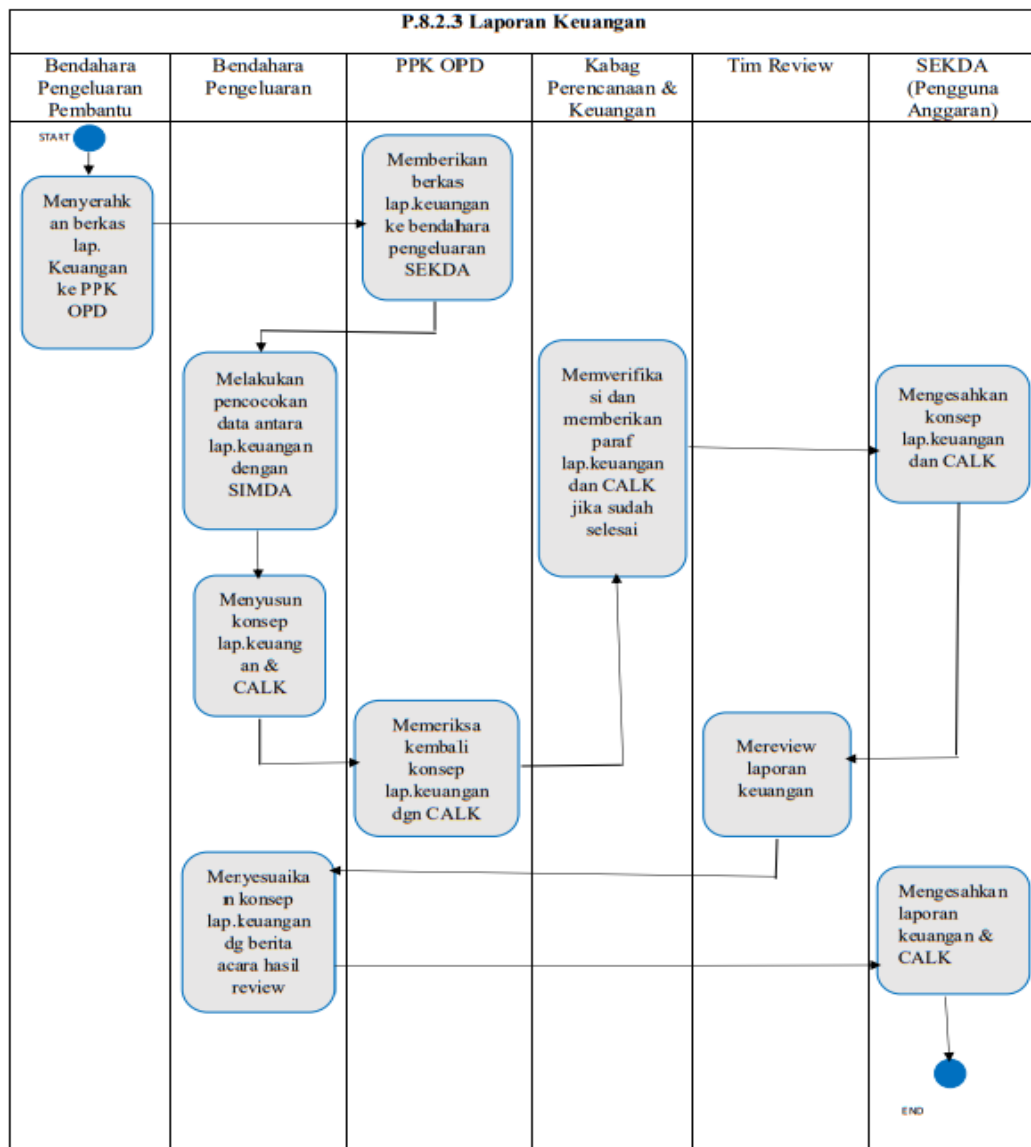 P.8.2.3 Laporan Keuangan
Bendahara
Pengeluaran
Pembantu
Bendahara
Pengeluaran
PPK OPD
Kabag
Perencanaan &
Keuangan
Tim Review
SEKDA
(Pengguna
Anggaran)
START
Menyerahk
an berkas
lap.
Keuangan
ke PPK
OPD
Memberikan
berkas
lap.keuangan
ke bendahara
pengeluaran
SEKDA
Melakukan
pencocokan
data antara
lap.keuangan
dengan
SIMDA
Memverifika
si dan
memberikan
paraf
lap.keuangan
dan CALK
jika sudah
selesai
Mengesahkan
konsep
lap.keuangan
dan CALK
Menyusun
konsep
lap.keuang
an &
CALK
Memeriksa
kembali
konsep
lap.keuangan
dgn CALK
Mereview
laporan
keuangan
Menyesuaika
n konsep
lap.keuangan
dg berita
acara hasil
review
Mengesahkan
laporan
keuangan &
CALK
END